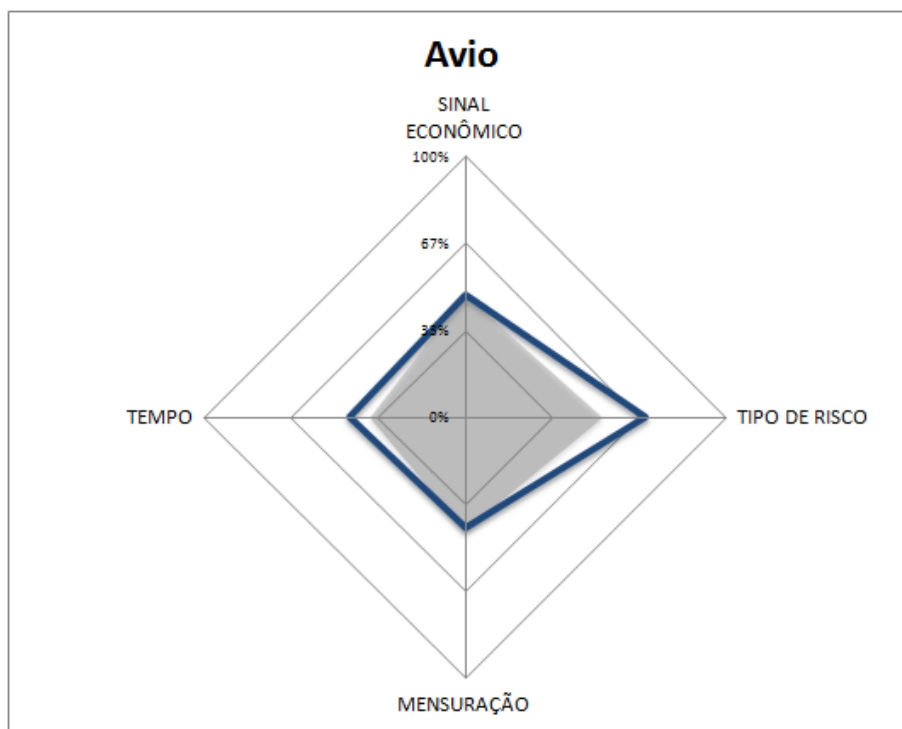 Avio
SINAL
ECONÔMICO
100%
67%
33%
TEMPO
0%
TIPO DE RISCO
MENSURAÇÃO